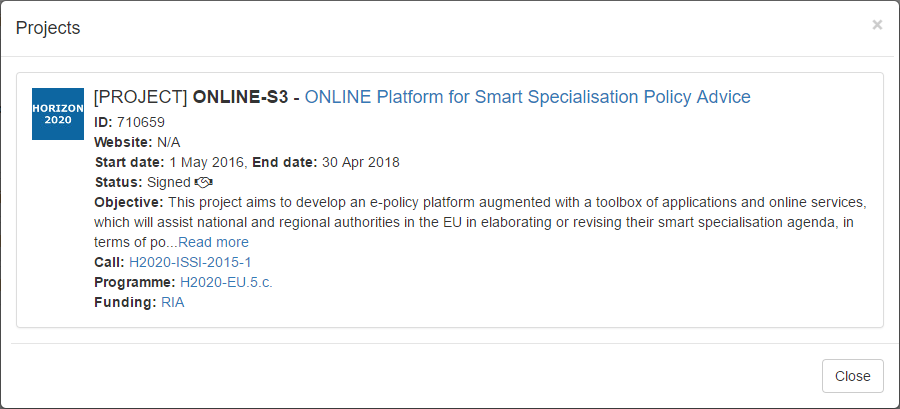 Projects
×
HORIZON
2020
[PROJECT] ONLINE-S3 - ONLINE Platform for Smart Specialisation Policy Advice
ID: 710659
Website: N/A
Start date: 1 May 2016, End date: 30 Apr 2018
Status: Signed
Objective: This project aims to develop an e-policy platform augmented with a toolbox of applications and online services,
which will assist national and regional authorities in the EU in elaborating or revising their smart specialisation agenda, in
terms of po...Read more
Call: H2020-ISSI-2015-1
Programme: H2020-EU.5.c.
Funding: RIA
Close